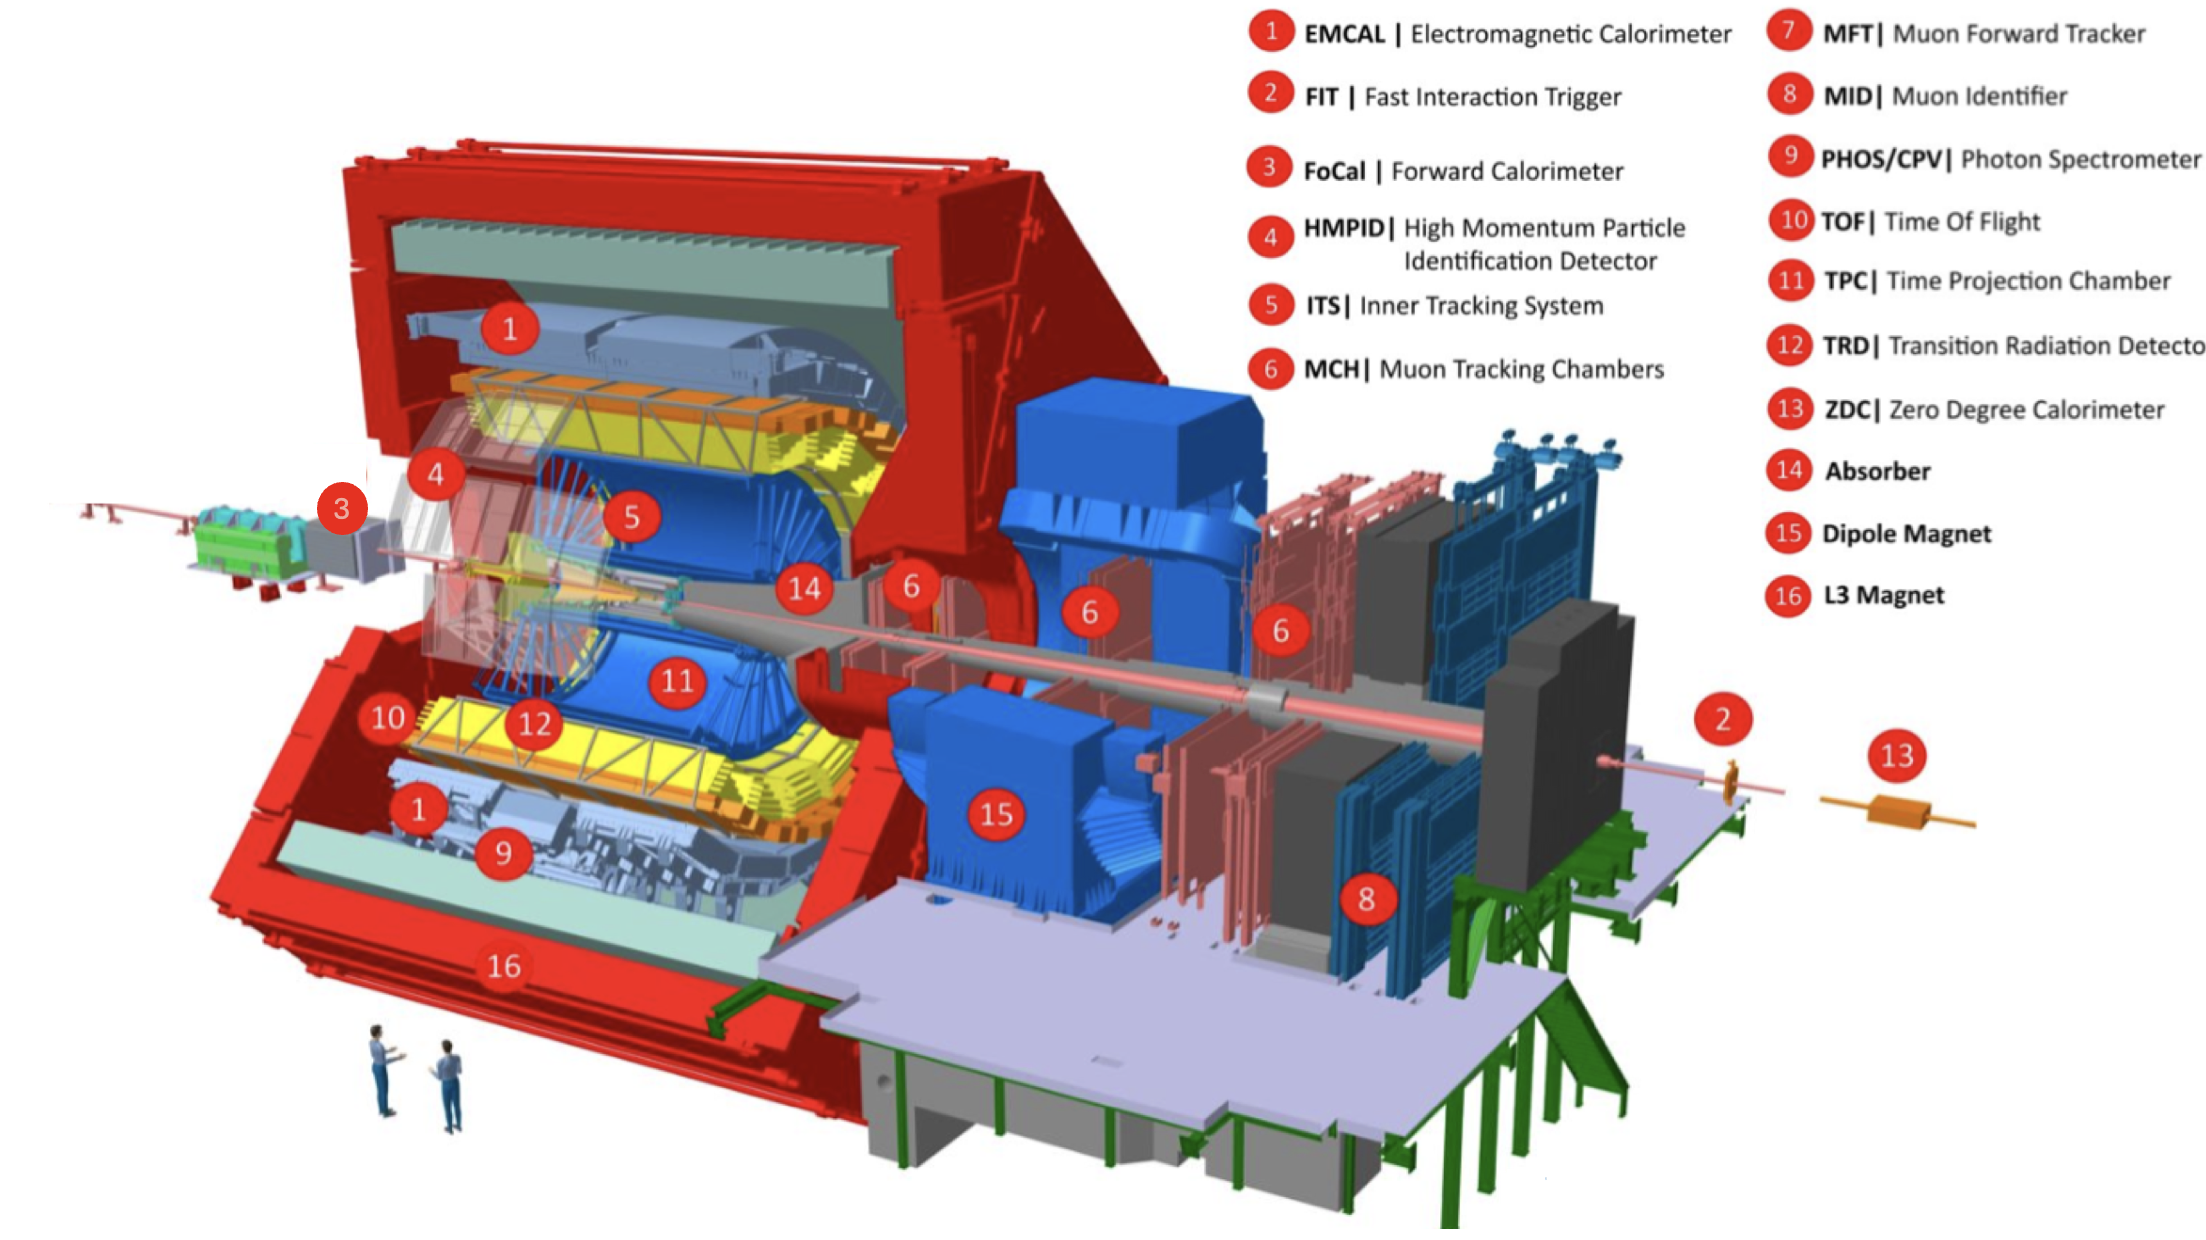 1 EMCAL | Electromagnetic Calorimeter
2 FIT | Fast Interaction Trigger
3 FoCal | Forward Calorimeter
4 HMPID| High Momentum Particle
Identification Detector
5 ITS| Inner Tracking System
6 MCH| Muon Tracking Chambers
7 MFT| Muon Forward Tracker
8 MID| Muon Identifier
9 PHOS/CPV| Photon Spectrometer
10 TOF| Time Of Flight
11 TPC| Time Projection Chamber
12 TRD| Transition Radiation Detecto
13 ZDC| Zero Degree Calorimeter
14 Absorber
15 Dipole Magnet
16 L3 Magnet
1
4
3
5
14
6
6
6
11
10
12
2
13
1
15
9
8
16